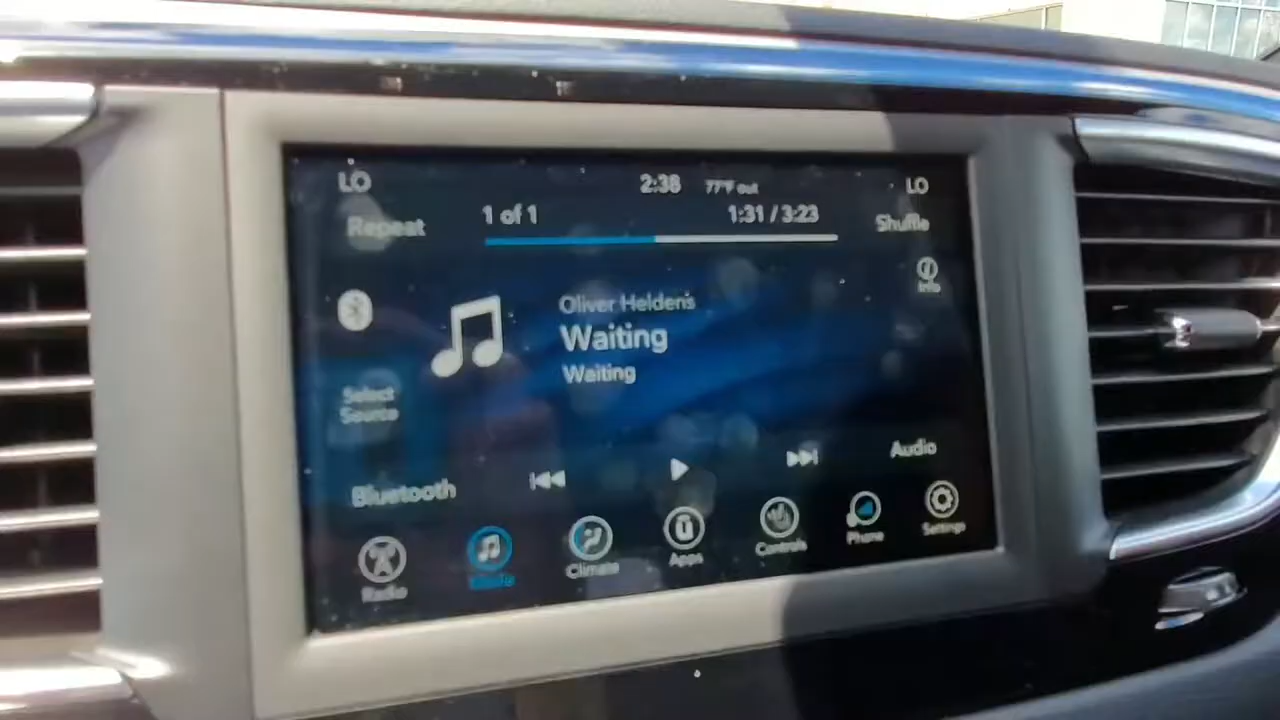 LO
2:38 77°F out
LO
Repeat
1 of 1
1:31 / 3:23
Shuffle
Info
Oliver Heldens
Waiting
Waiting
Select
Source
Bluetooth
Audio
Radio
Media
Climate
Apps
Controls
Phone
Settings